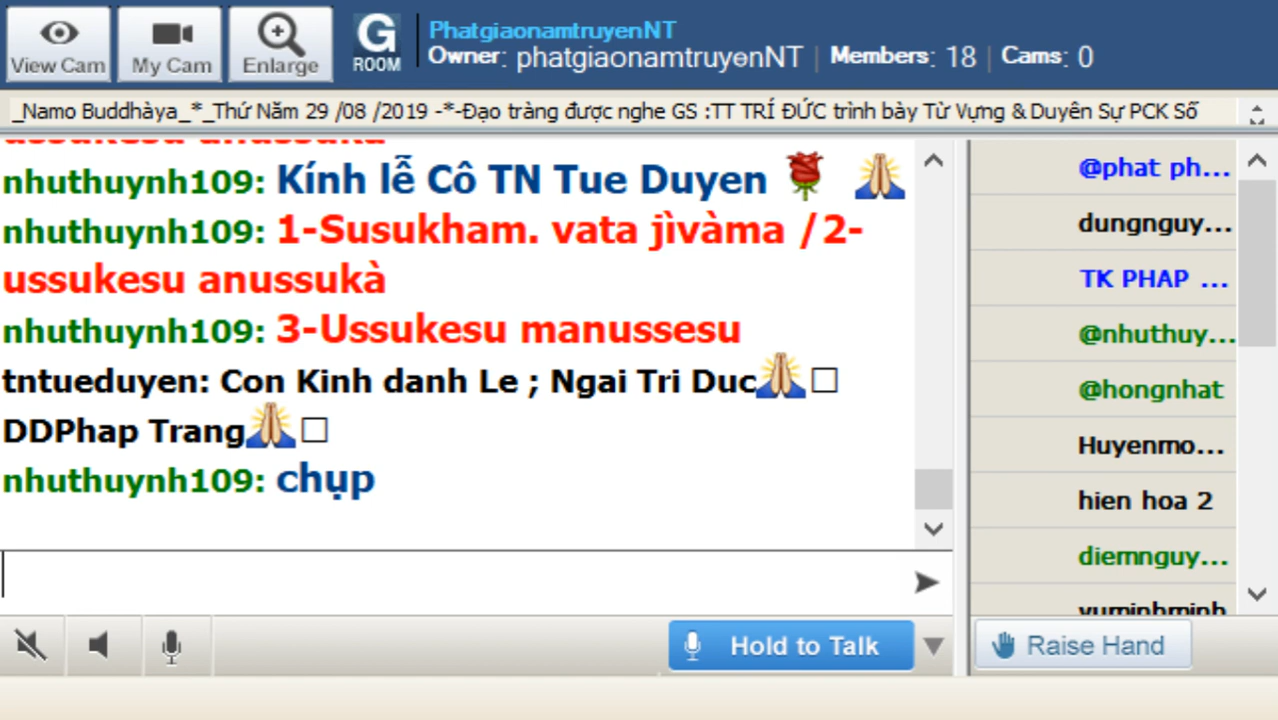 View Cam
My Cam
Enlarge
G
ROOM
PhatgiaonamtruyenNT
Owner: phatgiaonamtruyenNT | Members: 18 | Cams: 0
_Namo Buddhàya_*_Thứ Năm 29 /08 /2019 -*-Đạo tràng được nghe GS :TT TRÍ ĐỨC trình bày Từ Vựng & Duyên Sự PCK Số
ussukesu anussukà
nhuthuynh109: Kính lễ Cô TN Tue Duyen
nhuthuynh109: 1-Susukham. vata jìvàma /2-
ussukesu anussukà
nhuthuynh109: 3-Ussukesu manussesu
tntueduyen: Con Kinh danh Le ; Ngai Tri Duc
DDPhap Trang
nhuthuynh109: chụp
@phat ph...
dungnguy...
TK PHAP ...
@nhuthuy...
@hongnhat
Huyenmo...
hien hoa 2
diemnguy...
Hold to Talk
Raise Hand